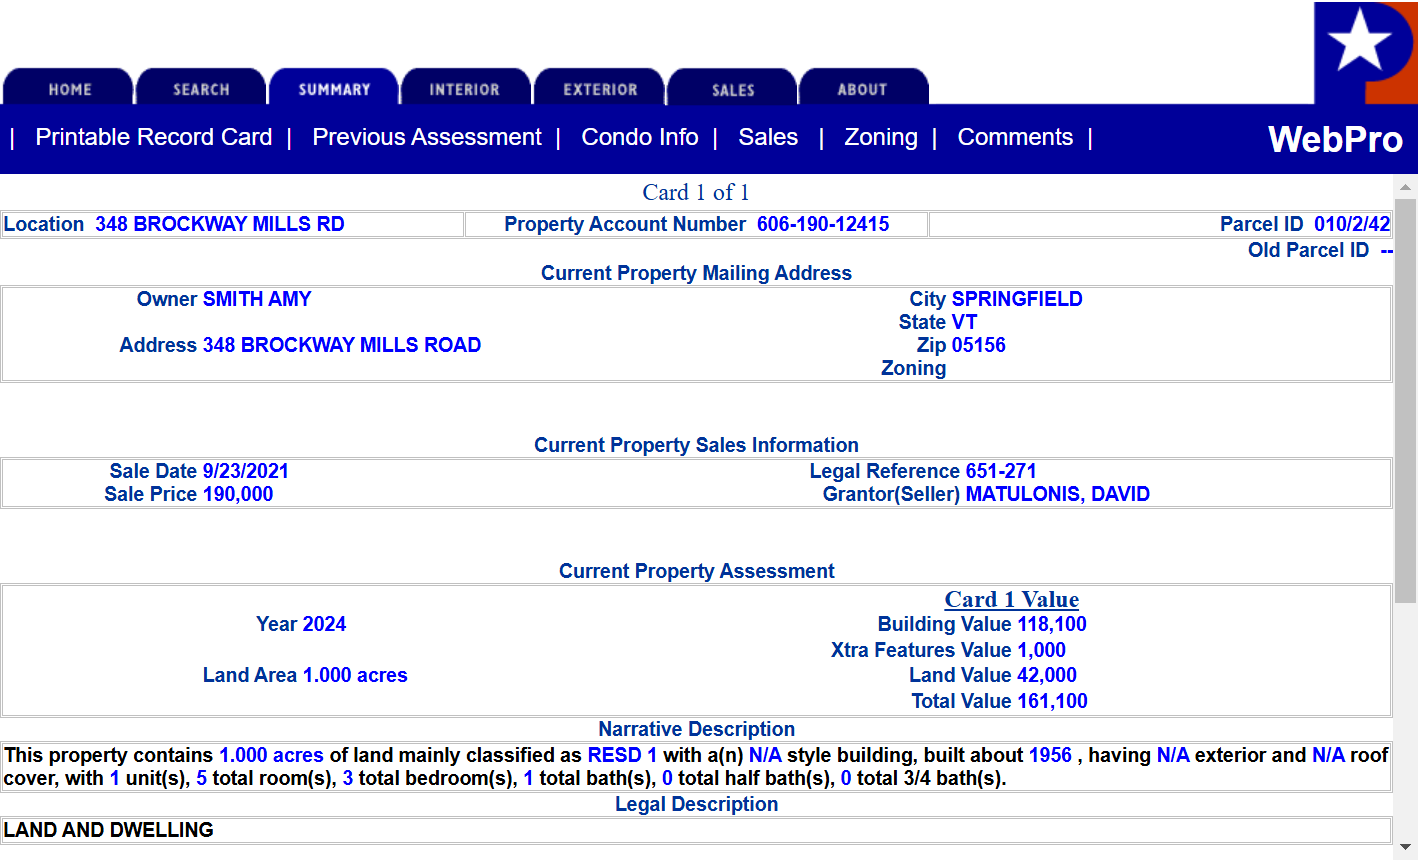 HOME SEARCH SUMMARY INTERIOR EXTERIOR SALES ABOUT
| Printable Record Card | Previous Assessment | Condo Info | Sales | Zoning | Comments | WebPro
Card 1 of 1
Location 348 BROCKWAY MILLS RD Property Account Number 606-190-12415 Parcel ID 010/2/42
Old Parcel ID --
Current Property Mailing Address
Owner SMITH AMY City SPRINGFIELD
State VT
Address 348 BROCKWAY MILLS ROAD Zip 05156
Zoning
Current Property Sales Information
Sale Date 9/23/2021 Legal Reference 651-271
Sale Price 190,000 Grantor(Seller) MATULONIS, DAVID
Current Property Assessment
Card 1 Value
Year 2024 Building Value 118,100
Xtra Features Value 1,000
Land Area 1.000 acres Land Value 42,000
Total Value 161,100
Narrative Description
This property contains 1.000 acres of land mainly classified as RESD 1 with a(n) N/A style building, built about 1956 , having N/A exterior and N/A roof
cover, with 1 unit(s), 5 total room(s), 3 total bedroom(s), 1 total bath(s), 0 total half bath(s), 0 total 3/4 bath(s).
Legal Description
LAND AND DWELLING